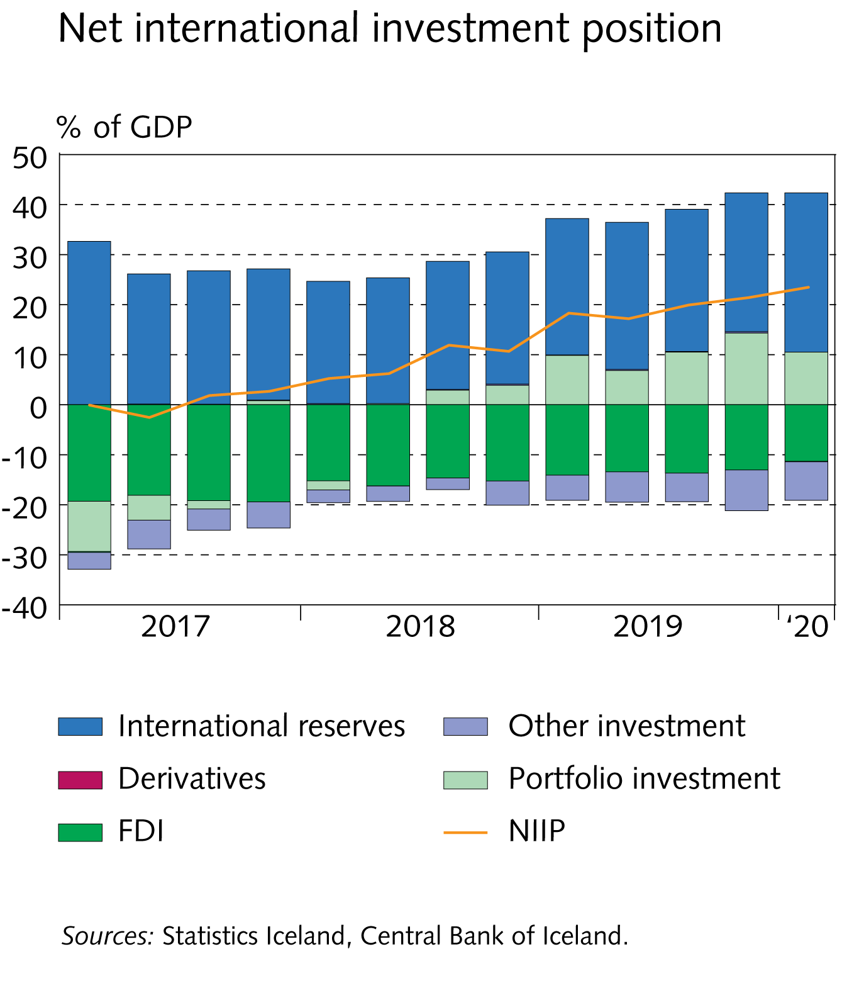 Net international investment position
% of GDP
50
40
30
20
10
0
-10
-20
-30
-40
2017 2018 2019 ‘20
International reserves Other investment
Derivatives Portfolio investment
FDI NIIP
Sources: Statistics Iceland, Central Bank of Iceland.